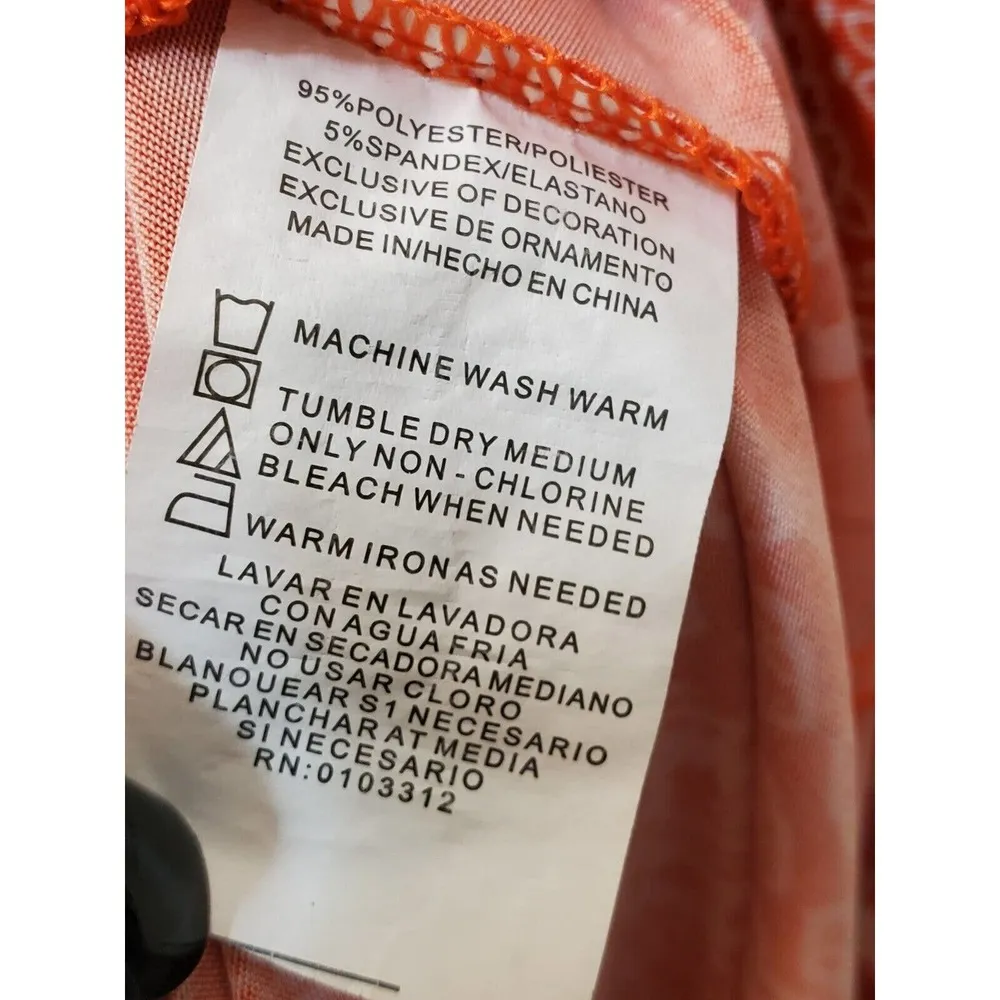 95%POLYESTER/POLIESTER
5%SPANDEX/ELASTANO
EXCLUSIVE OF DECORATION
EXCLUSIVE DE ORNAMENTO
MADE IN/HECHO EN CHINA
MACHINE WASH WARM
TUMBLE DRY MEDIUM
ONLY NON - CHLORINE
BLEACH WHEN NEEDED
WARM IRON AS NEEDED
LAVAR EN LAVADORA
CON AGUA FRIA
SECAR EN SECADORA MEDIANO
NO USAR CLORO
BLANOUEAR S1 NECESARIO
PLANCHAR AT MEDIA
SI NECESARIO
RN:0103312